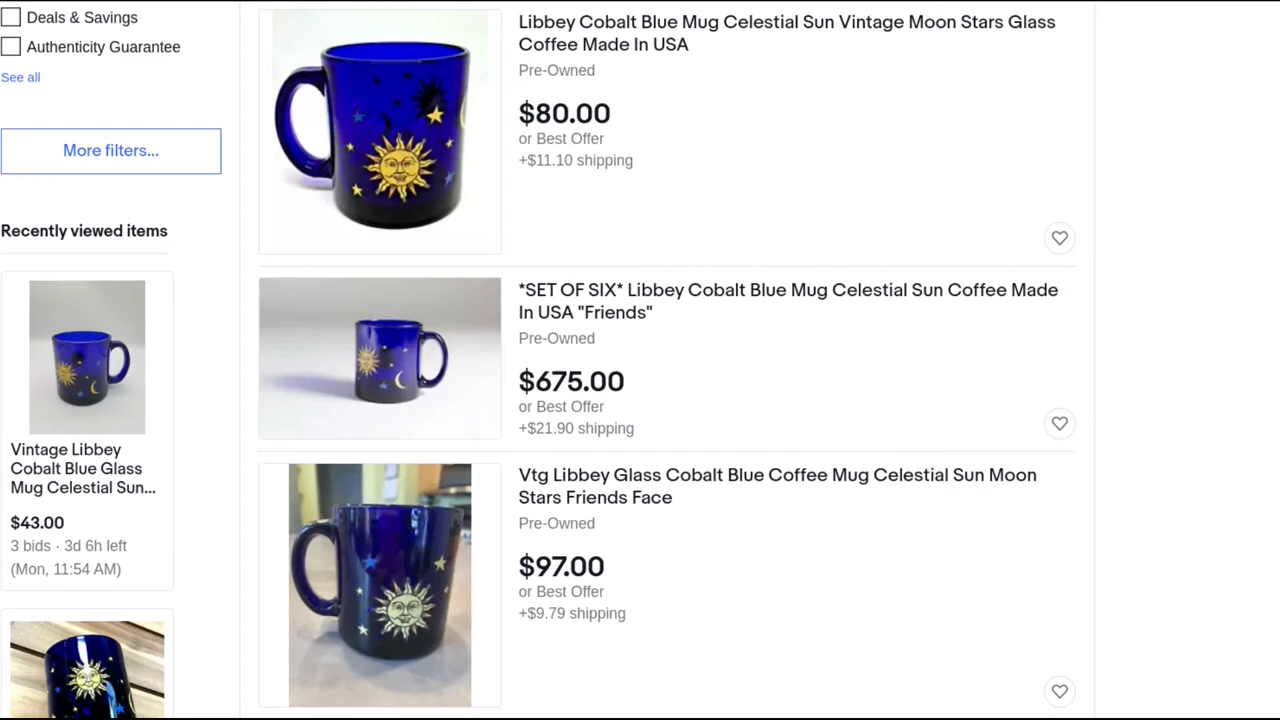 Deals & Savings
Authenticity Guarantee
See all
More filters...
Recently viewed items
Vintage Libbey
Cobalt Blue Glass
Mug Celestial Sun...
$43.00
3 bids · 3d 6h left
(Mon, 11:54 AM)
Libbey Cobalt Blue Mug Celestial Sun Vintage Moon Stars Glass
Coffee Made In USA
Pre-Owned
$80.00
or Best Offer
+$11.10 shipping
*SET OF SIX* Libbey Cobalt Blue Mug Celestial Sun Coffee Made
In USA "Friends"
Pre-Owned
$675.00
or Best Offer
+$21.90 shipping
Vtg Libbey Glass Cobalt Blue Coffee Mug Celestial Sun Moon
Stars Friends Face
Pre-Owned
$97.00
or Best Offer
+$9.79 shipping